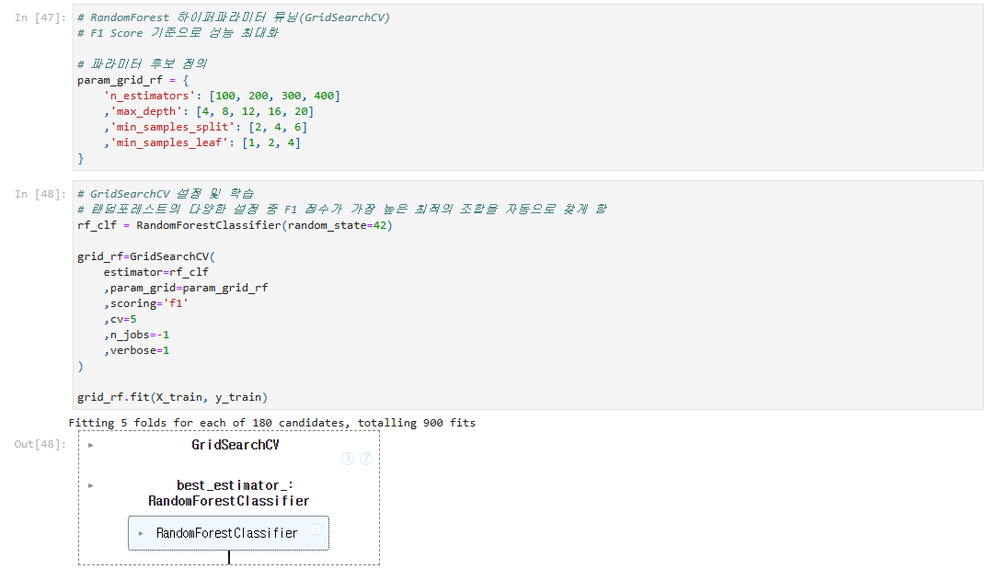 In [47]: # RandomForest 하이퍼파라미터 튜닝(GridSearchCV)
# F1 Score 기준으로 성능 최대화
# 파라미터 후보 정의
param_grid_rf = {
    'n_estimators': [100, 200, 300, 400]
    ,'max_depth': [4, 8, 12, 16, 20]
    ,'min_samples_split': [2, 4, 6]
    ,'min_samples_leaf': [1, 2, 4]
}
In [48]: # GridSearchCV 설정 및 학습
# 랜덤포레스트의 다양한 설정 중 F1 점수가 가장 높은 최적의 조합을 자동으로 찾게 함
rf_clf = RandomForestClassifier(random_state=42)
grid_rf=GridSearchCV(
    estimator=rf_clf
    ,param_grid=param_grid_rf
    ,scoring='f1'
    ,cv=5
    ,n_jobs=-1
    ,verbose=1
)
grid_rf.fit(X_train, y_train)
Fitting 5 folds for each of 180 candidates, totalling 900 fits
Out[48]: ▸ GridSearchCV
i ?
▸ best_estimator_:
RandomForestClassifier
▸ RandomForestClassifier ?